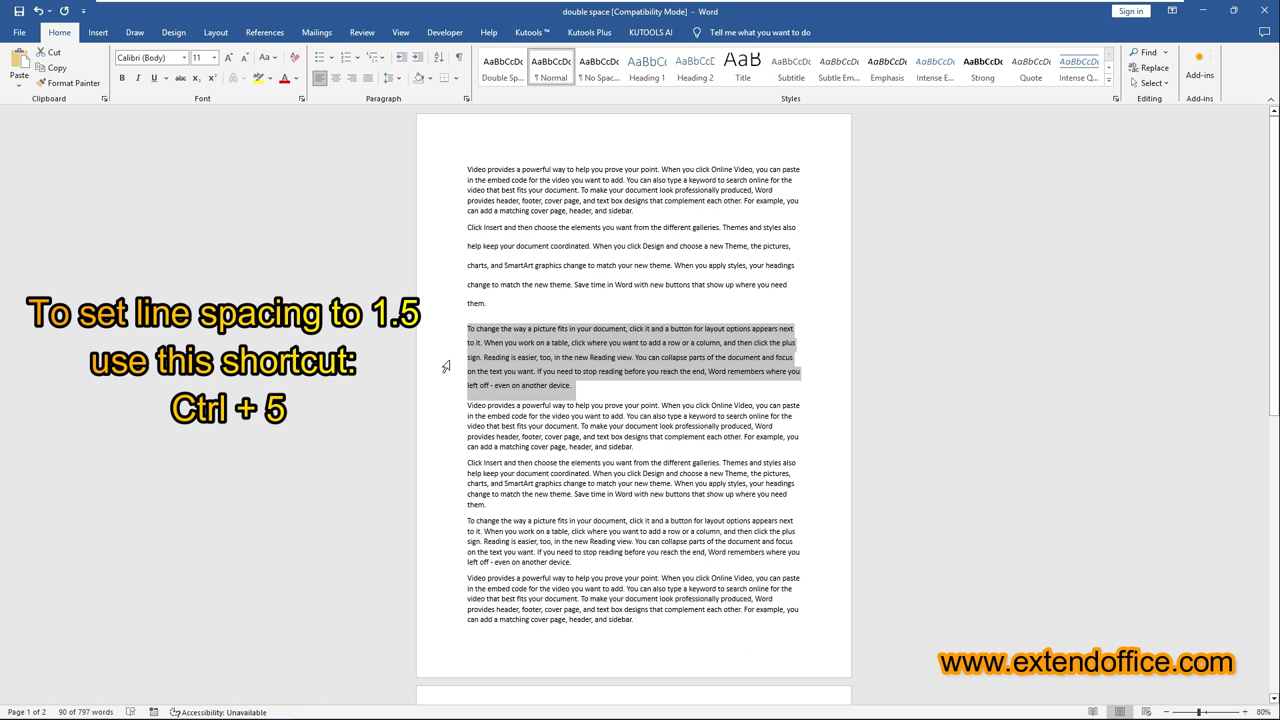 double space [Compatibility Mode] - Word
Sign in
File Home Insert Draw Design Layout References Mailings Review View Developer Help Kutools ™ Kutools Plus KUTOOLS AI Tell me what you want to do
Paste
Cut
Copy
Format Painter
Clipboard
Calibri (Body) 11
Font
Paragraph
AaBbCcDc AaBbCcDc AaBbCcDc AaBbCc AaBbCcC AaB AaBbCcD AaBbCcDc AaBbCcDt AaBbCcDt AaBbCcDc AaBbCcDt AaBbCcDt
Double Sp... ¶ Normal ¶ No Spac... Heading 1 Heading 2 Title Subtitle Subtle Em... Emphasis Intense E... Strong Quote Intense Q...
Styles
Find
Replace
Select
Editing
Add-ins
Add-ins
Video provides a powerful way to help you prove your point. When you click Online Video, you can paste
in the embed code for the video you want to add. You can also type a keyword to search online for the
video that best fits your document. To make your document look professionally produced, Word
provides header, footer, cover page, and text box designs that complement each other. For example, you
can add a matching cover page, header, and sidebar.
Click Insert and then choose the elements you want from the different galleries. Themes and styles also
help keep your document coordinated. When you click Design and choose a new Theme, the pictures,
charts, and SmartArt graphics change to match your new theme. When you apply styles, your headings
change to match the new theme. Save time in Word with new buttons that show up where you need
them.
To change the way a picture fits in your document, click it and a button for layout options appears next
to it. When you work on a table, click where you want to add a row or a column, and then click the plus
sign. Reading is easier, too, in the new Reading view. You can collapse parts of the document and focus
on the text you want. If you need to stop reading before you reach the end, Word remembers where you
left off - even on another device.
Video provides a powerful way to help you prove your point. When you click Online Video, you can paste
in the embed code for the video you want to add. You can also type a keyword to search online for the
video that best fits your document. To make your document look professionally produced, Word
provides header, footer, cover page, and text box designs that complement each other. For example, you
can add a matching cover page, header, and sidebar.
Click Insert and then choose the elements you want from the different galleries. Themes and styles also
help keep your document coordinated. When you click Design and choose a new Theme, the pictures,
charts, and SmartArt graphics change to match your new theme. When you apply styles, your headings
change to match the new theme. Save time in Word with new buttons that show up where you need
them.
To change the way a picture fits in your document, click it and a button for layout options appears next
to it. When you work on a table, click where you want to add a row or a column, and then click the plus
sign. Reading is easier, too, in the new Reading view. You can collapse parts of the document and focus
on the text you want. If you need to stop reading before you reach the end, Word remembers where you
left off - even on another device.
Video provides a powerful way to help you prove your point. When you click Online Video, you can paste
in the embed code for the video you want to add. You can also type a keyword to search online for the
video that best fits your document. To make your document look professionally produced, Word
provides header, footer, cover page, and text box designs that complement each other. For example, you
can add a matching cover page, header, and sidebar.
To set line spacing to 1.5
use this shortcut:
Ctrl + 5
www.extendoffice.com
Page 1 of 2 90 of 797 words Accessibility: Unavailable 80%